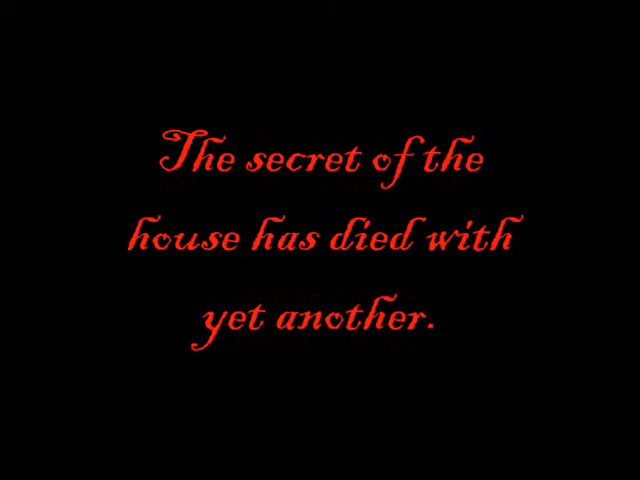 The secret of the
house has died with
yet another.